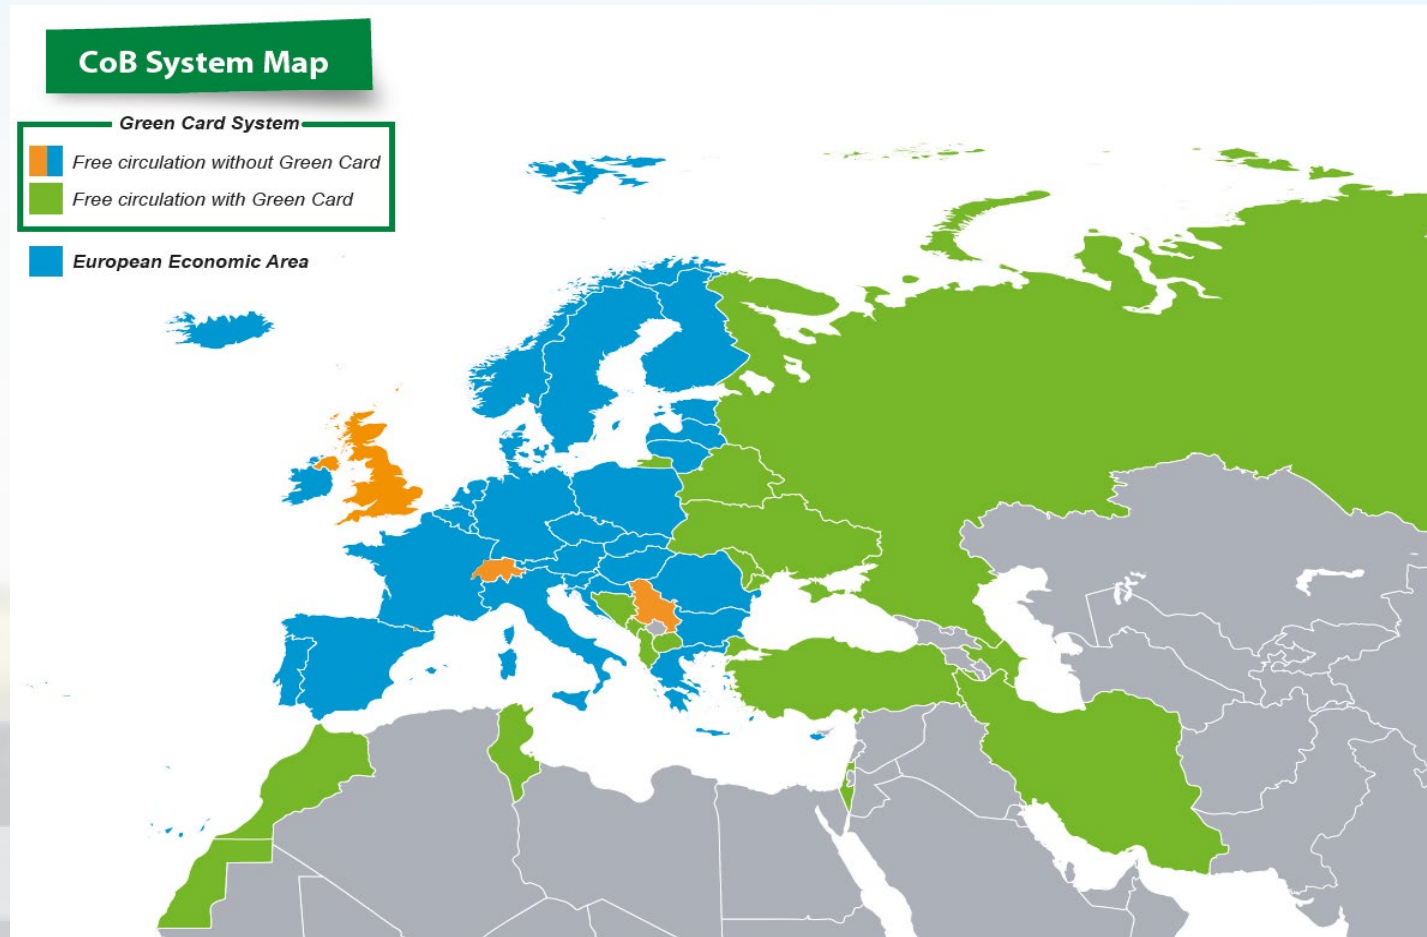 CoB System Map
Green Card System
Free circulation without Green Card
Free circulation with Green Card
European Economic Area